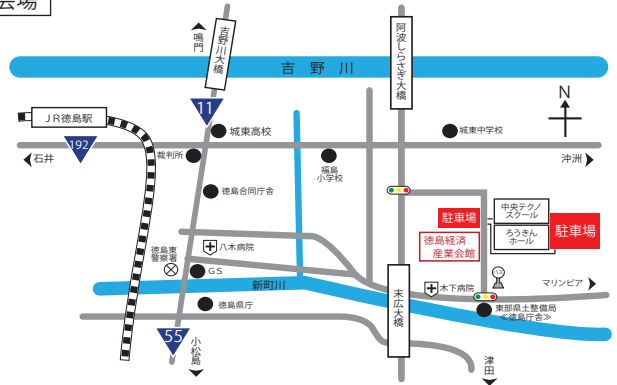 会場
鳴門
吉野川大橋
阿波しらさぎ大橋
吉野川
N
11
JR徳島駅
192
城東高校
城東中学校
石井
裁判所
福島
小学校
沖洲
徳島合同庁舎
中央テクノ
スクール
駐車場
ろうきん
ホール
駐車場
徳島経済
産業会館
徳島東
警察署
八木病院
GS
バス
新町川
木下病院
マリンピア
徳島県庁
末広大橋
東部県土整備局
≪徳島庁舎≫
55
小松島
津田